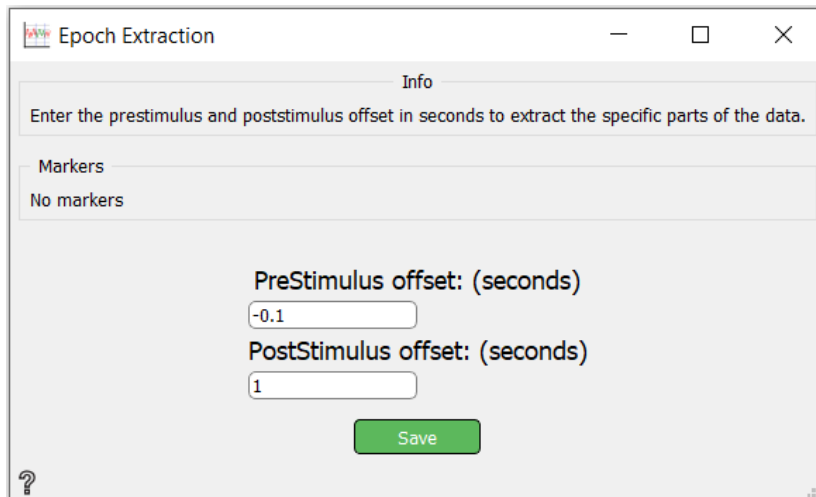 Epoch Extraction
Info
Enter the prestimulus and poststimulus offset in seconds to extract the specific parts of the data.
Markers
No markers
PreStimulus offset: (seconds)
-0.1
PostStimulus offset: (seconds)
1
Save
?